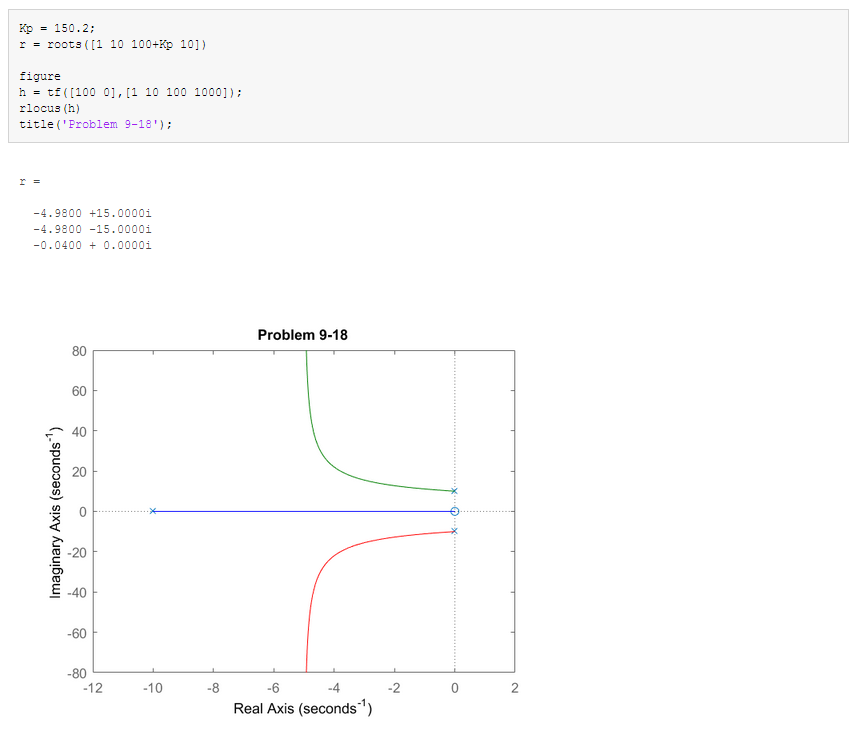 Kp = 150.2;
r = roots([1 10 100+Kp 10])
figure
h = tf([100 0],[1 10 100 1000]);
rlocus(h)
title('Problem 9-18');
r =
-4.9800 +15.0000i
-4.9800 -15.0000i
-0.0400 + 0.0000i
Problem 9-18
80
60
40
20
0
-20
-40
-60
-80
Imaginary Axis (seconds-1)
-12 -10 -8 -6 -4 -2 0 2
Real Axis (seconds-1)